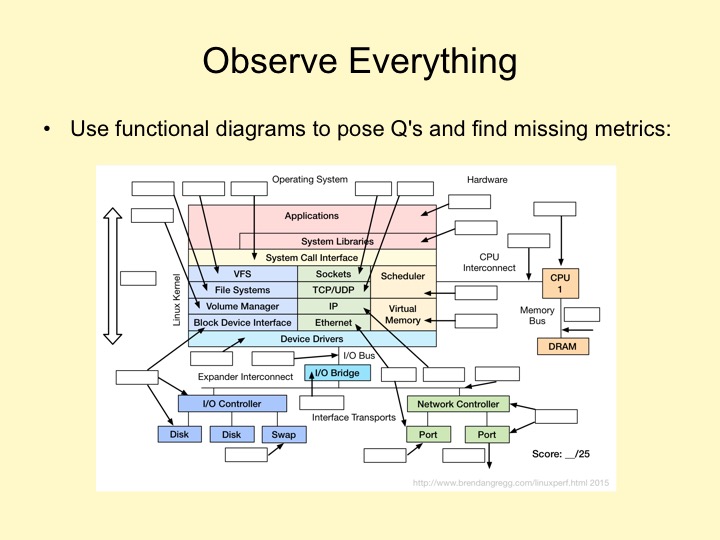 Observe Everything
• Use functional diagrams to pose Q's and find missing metrics:
Operating System
Hardware
Applications
System Libraries
System Call Interface
Linux Kernel
VFS
Sockets
Scheduler
File Systems
TCP/UDP
Volume Manager
IP
Virtual
Memory
Block Device Interface
Ethernet
Device Drivers
CPU
Interconnect
CPU
1
Memory
Bus
DRAM
I/O Bus
I/O Bridge
Expander Interconnect
I/O Controller
Disk
Disk
Swap
Interface Transports
Network Controller
Port
Port
Score: __/25
http://www.brendangregg.com/linuxperf.html 2015